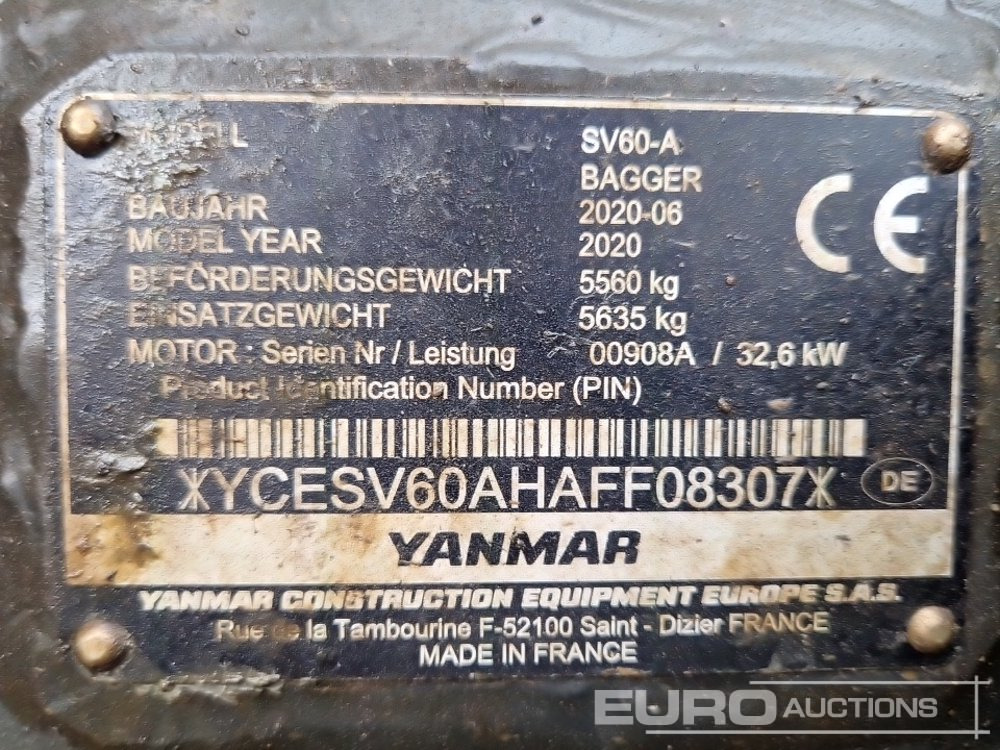 MODELL SV60-A
BAGGER
BAUJAHR 2020-06
MODEL YEAR 2020
BEFÖRDERUNGSGEWICHT 5560 kg
EINSATZGEWICHT 5635 kg
MOTOR : Serien Nr / Leistung 00908A / 32,6 kW
Product Identification Number (PIN)
*YCESV60AHAFF08307*
DE
CE
YANMAR
YANMAR CONSTRUCTION EQUIPMENT EUROPE S.A.S.
Rue de la Tambourine F-52100 Saint - Dizier FRANCE
MADE IN FRANCE
EURO AUCTIONS